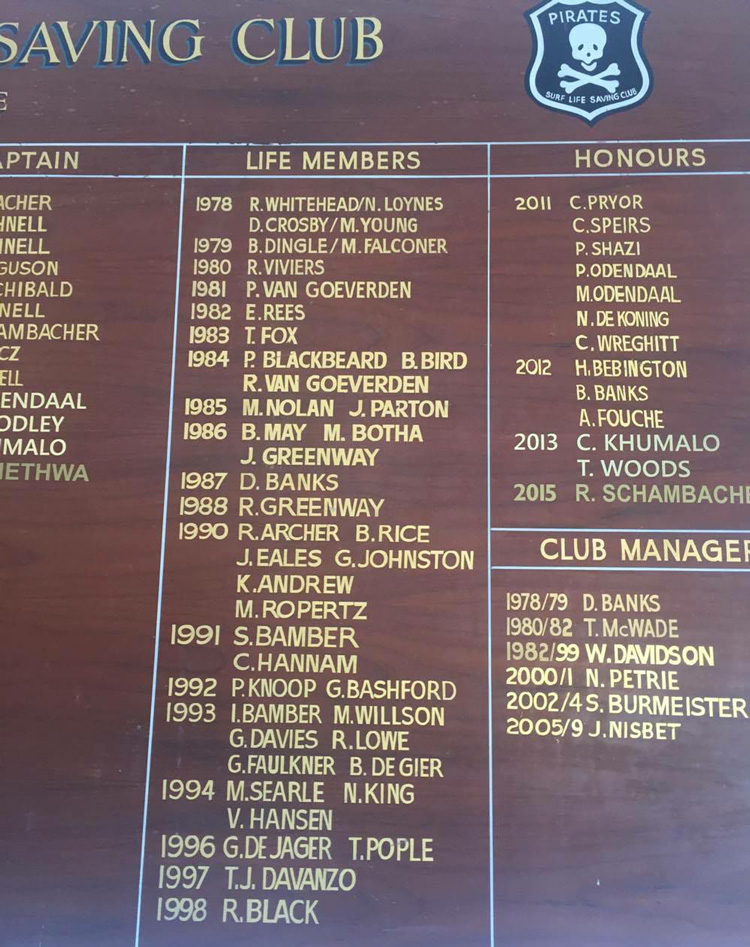 SAVING CLUB
PIRATES
SURF LIFE SAVING CLUB
E
APTAIN
ACHER
HNELL
NNELL
GUSON
CHIBALD
NELL
AMBACHER
CZ
ELL
ENDAAL
ODLEY
UMALO
METHWA
LIFE MEMBERS
1978 R.WHITEHEAD/N.LOYNES
D.CROSBY/M.YOUNG
1979 B.DINGLE/M.FALCONER
1980 R.VIVIERS
1981 P.VAN GOEVERDEN
1982 E.REES
1983 T.FOX
1984 P.BLACKBEARD B.BIRD
R.VAN GOEVERDEN
1985 M.NOLAN J.PARTON
1986 B.MAY M.BOTHA
J.GREENWAY
1987 D.BANKS
1988 R.GREENWAY
1990 R.ARCHER B.RICE
J.EALES G.JOHNSTON
K.ANDREW
M.ROPERTZ
1991 S.BAMBER
C.HANNAM
1992 P.KNOOP G.BASHFORD
1993 I.BAMBER M.WILLSON
G.DAVIES R.LOWE
G.FAULKNER B.DE GIER
1994 M.SEARLE N.KING
V.HANSEN
1996 G.DE JAGER T.POPLE
1997 T.J.DAVANZO
1998 R.BLACK
HONOURS
2011 C.PRYOR
C.SPEIRS
P.SHAZI
P.ODENDAAL
M.ODENDAAL
N.DE KONING
C.WREGHITT
2012 H.BEBINGTON
B.BANKS
A.FOUCHE
2013 C. KHUMALO
T. WOODS
2015 R. SCHAMBACHE
CLUB MANAGER
1978/79 D.BANKS
1980/82 T.McWADE
1982/99 W.DAVIDSON
2000/1 N.PETRIE
2002/4 S.BURMEISTER
2005/9 J.NISBET